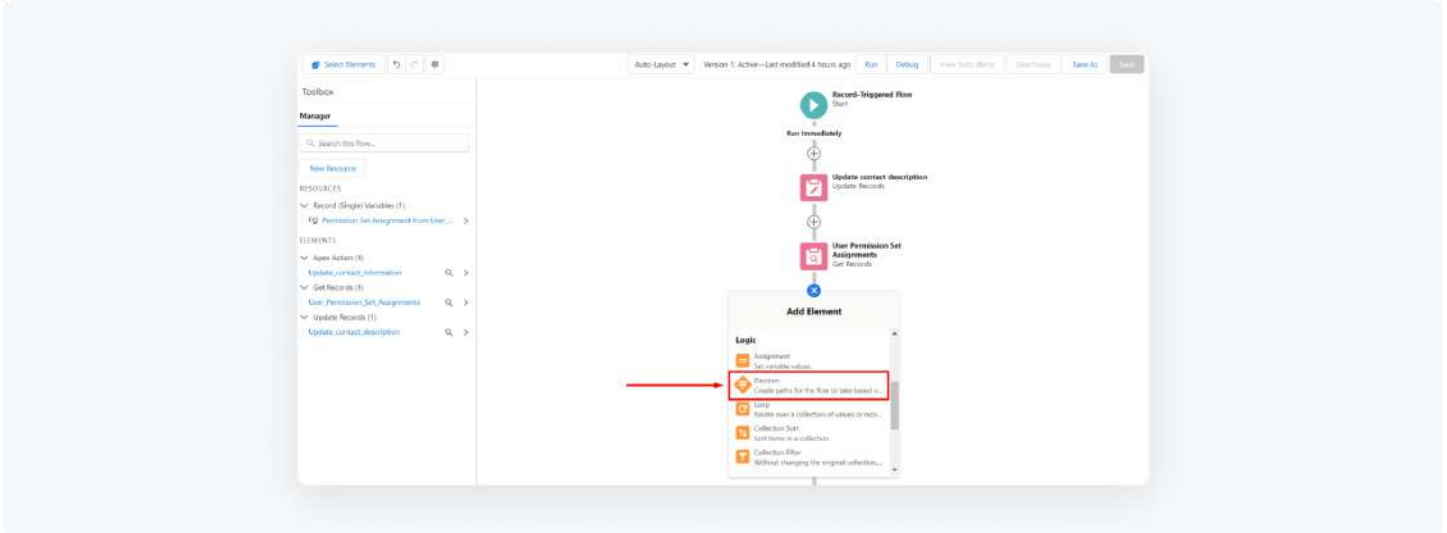 Select Elements
Auto-Layout
Version 1: Active—Last modified 4 hours ago
Run
Debug
View Tests (Beta)
Deactivate
Save As
Save
Toolbox
Manager
Search this flow...
New Resource
RESOURCES
Record (Single) Variables (1)
Permission Set Assignment from User_...
ELEMENTS
Apex Action (1)
Update_contact_information
Get Records (1)
User_Permission_Set_Assignments
Update Records (1)
Update_contact_description
Record-Triggered Flow
Start
Run Immediately
Update contact description
Update Records
User Permission Set
Assignments
Get Records
Add Element
Logic
Assignment
Set variable values.
Decision
Create paths for the flow to take based o...
Loop
Iterate over a collection of values or reco...
Collection Sort
Sort items in a collection.
Collection Filter
Without changing the original collection,...